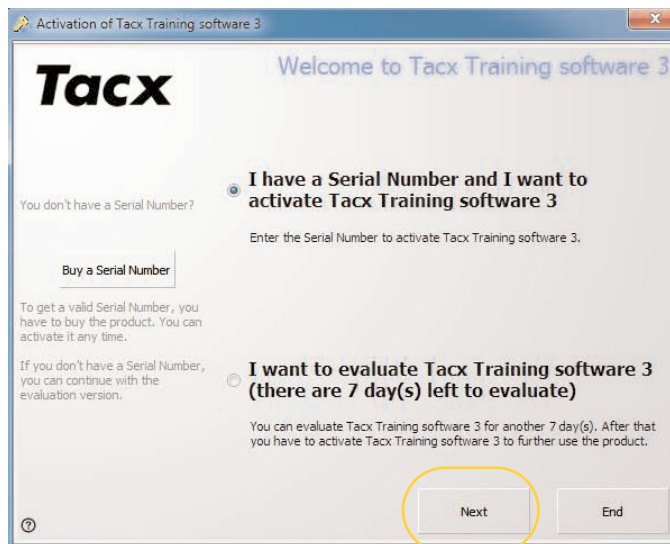 Activation of Tacx Training software 3
x
Tacx
Welcome to Tacx Training software 3
You don't have a Serial Number?
Buy a Serial Number
To get a valid Serial Number, you
have to buy the product. You can
activate it any time.
If you don't have a Serial Number,
you can continue with the
evaluation version.
I have a Serial Number and I want to
activate Tacx Training software 3
Enter the Serial Number to activate Tacx Training software 3.
I want to evaluate Tacx Training software 3
(there are 7 day(s) left to evaluate)
You can evaluate Tacx Training software 3 for another 7 day(s). After that
you have to activate Tacx Training software 3 to further use the product.
?
Next
End